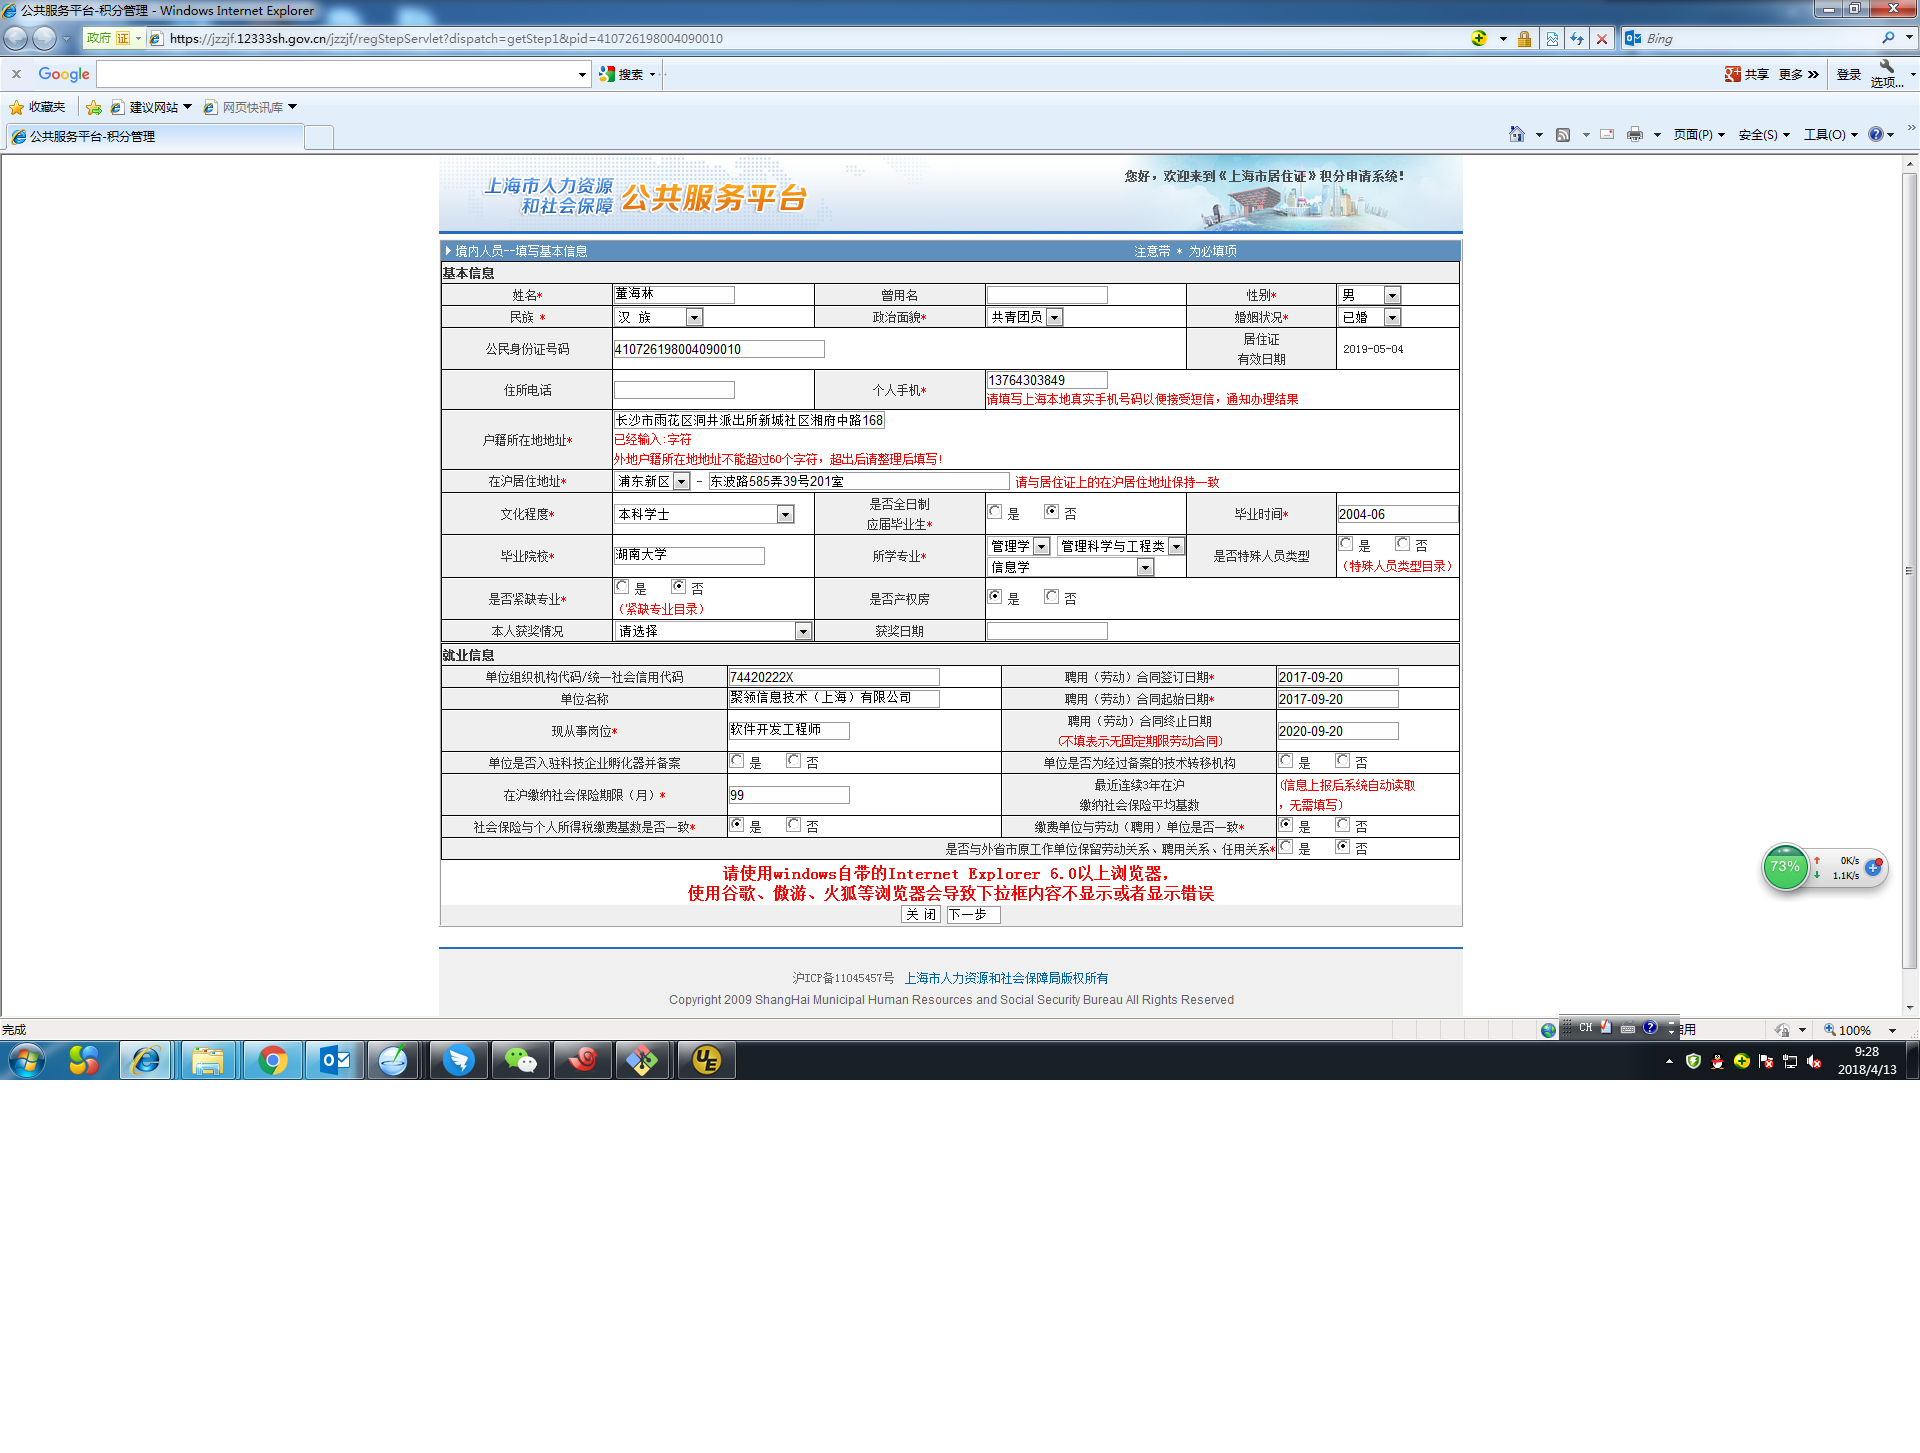 公共服务平台-积分管理 - Windows Internet Explorer
政府 证 https://jzzjf.12333sh.gov.cn/jzzjf/regStepServlet?dispatch=getStep1&pid=410726198004090010 Bing
x Google 搜索 共享 更多 » 登录 选项...
收藏夹 建议网站 网页快讯库
公共服务平台-积分管理 页面(P) 安全(S) 工具(O) »
上海市人力资源和社会保障 公共服务平台 您好，欢迎来到《上海市居住证》积分申请系统！
境内人员--填写基本信息 注意带 * 为必填项
基本信息
姓名* 董海林 曾用名 性别* 男
民族 * 汉 族 政治面貌* 共青团员 婚姻状况* 已婚
公民身份证号码 410726198004090010 居住证有效日期 2019-05-04
住所电话 个人手机* 13764303849
请填写上海本地真实手机号码以便接受短信，通知办理结果
户籍所在地地址* 长沙市雨花区洞井派出所新城社区湘府中路168
已经输入:字符
外地户籍所在地地址不能超过60个字符，超出后请整理后填写!
在沪居住地址* 浦东新区 - 东波路585弄39号201室 请与居住证上的在沪居住地址保持一致
文化程度* 本科学士 是否全日制应届毕业生* 是 否 毕业时间* 2004-06
毕业院校* 湖南大学 所学专业* 管理学 管理科学与工程类 信息学 是否特殊人员类型 是 否
（特殊人员类型目录）
是否紧缺专业* 是 否 是否产权房 是 否
（紧缺专业目录）
本人获奖情况 请选择 获奖日期
就业信息
单位组织机构代码/统一社会信用代码 74420222X 聘用（劳动）合同签订日期* 2017-09-20
单位名称 聚领信息技术（上海）有限公司 聘用（劳动）合同起始日期* 2017-09-20
现从事岗位* 软件开发工程师 聘用（劳动）合同终止日期 2020-09-20
（不填表示无固定期限劳动合同）
单位是否入驻科技企业孵化器并备案 是 否 单位是否为经过备案的技术转移机构 是 否
在沪缴纳社会保险期限（月）* 99 最近连续3年在沪缴纳社会保险平均基数 （信息上报后系统自动读取，无需填写）
社会保险与个人所得税缴费基数是否一致* 是 否 缴费单位与劳动（聘用）单位是否一致* 是 否
是否与外省市原工作单位保留劳动关系、聘用关系、任用关系* 是 否
请使用windows自带的Internet Explorer 6.0以上浏览器，
使用谷歌、傲游、火狐等浏览器会导致下拉框内容不显示或者显示错误
关 闭 下一步
沪ICP备11045457号 上海市人力资源和社会保障局版权所有
Copyright 2009 ShangHai Municipal Human Resources and Social Security Bureau All Rights Reserved
73% 0K/s
1.1K/s
完成 CH 用 100%
9:28
2018/4/13